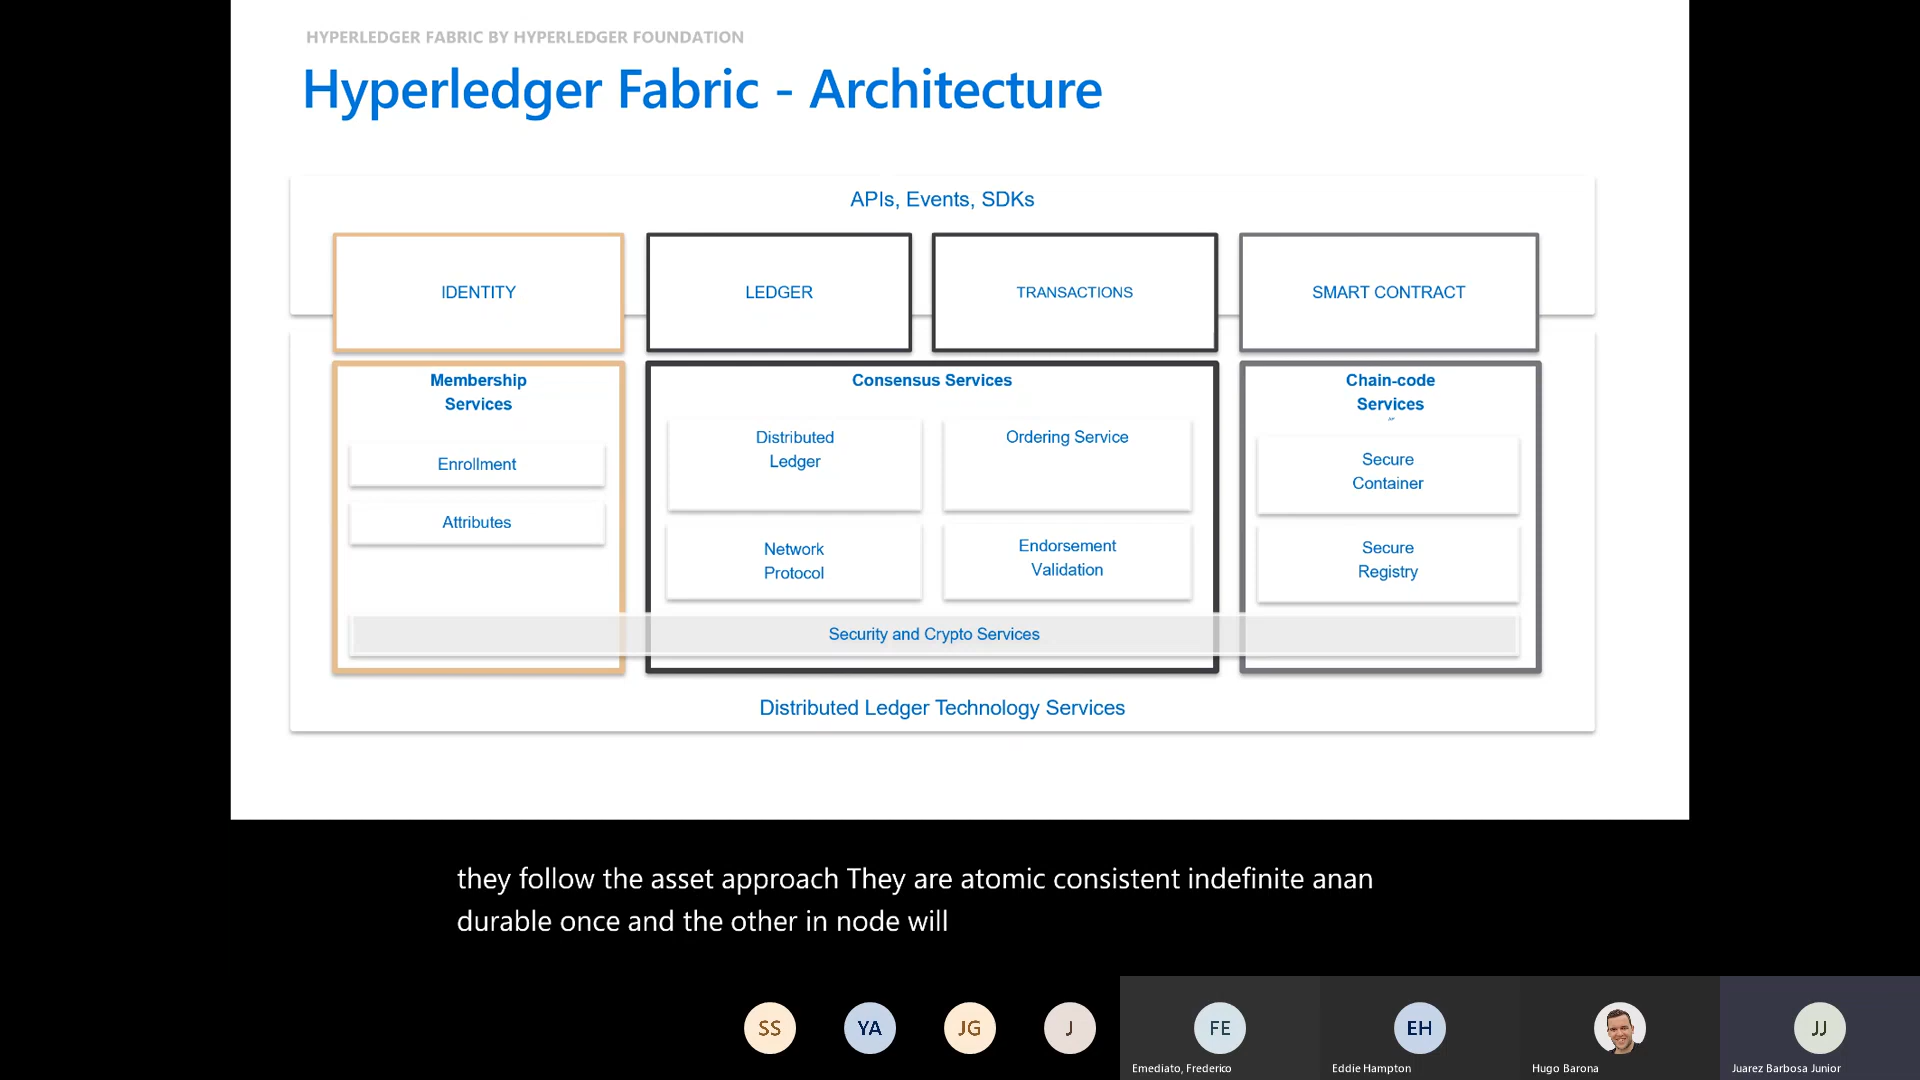 HYPERLEDGER FABRIC BY HYPERLEDGER FOUNDATION
Hyperledger Fabric - Architecture
APIs, Events, SDKs
IDENTITY
LEDGER
TRANSACTIONS
SMART CONTRACT
Membership
Services
Enrollment
Attributes
Consensus Services
Distributed
Ledger
Ordering Service
Network
Protocol
Endorsement
Validation
Chain-code
Services
Secure
Container
Secure
Registry
Security and Crypto Services
Distributed Ledger Technology Services
they follow the asset approach They are atomic consistent indefinite anan
durable once and the other in node will
SS
YA
JG
J
FE
EH
JJ
Emediato, Frederico
Eddie Hampton
Hugo Barona
Juarez Barbosa Junior